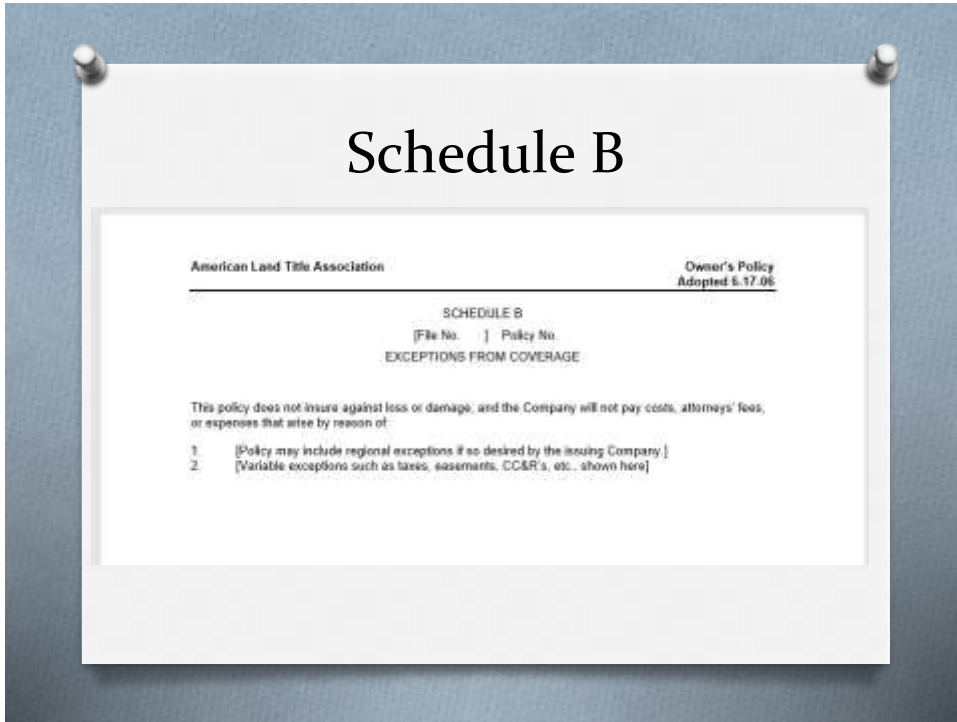 Schedule B
American Land Title Association Owner's Policy
Adopted 6.17.06
SCHEDULE B
[File No. ] Policy No.
EXCEPTIONS FROM COVERAGE
This policy does not insure against loss or damage, and the Company will not pay costs, attorneys' fees,
or expenses that arise by reason of
1. [Policy may include regional exceptions if so desired by the issuing Company.]
2. [Variable exceptions such as taxes, easements, CC&R's, etc., shown here]